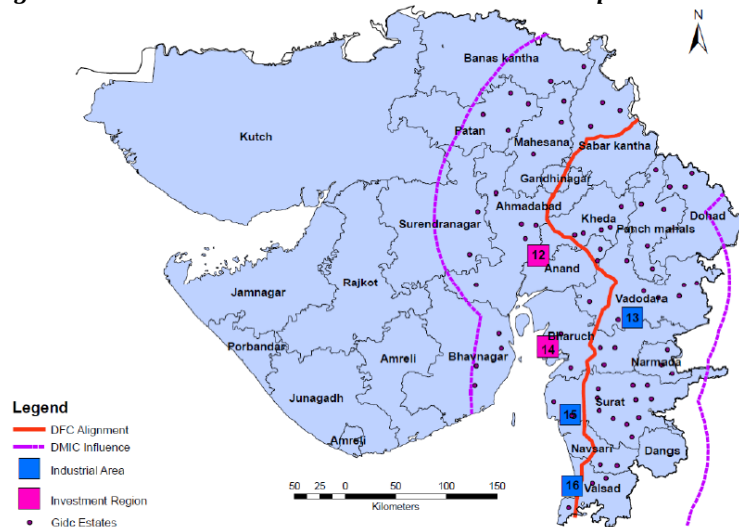 N
Banas kantha
Kutch
Patan
Mahesana
Sabar kantha
Gandhinagar
Ahmadabad
Surendranagar
Kheda
Panch mahals
Dohad
12
Anand
Rajkot
Jamnagar
Vadodara
13
Porbandar
Bharuch
14
Amreli
Bhavnagar
Narmada
Junagadh
Surat
15
Amreli
Navsari
Dangs
16
Valsad
Legend
DFC Alignment
DMIC Influence
Industrial Area
Investment Region
Gidc Estates
50 25 0 50 100 150
Kilometers